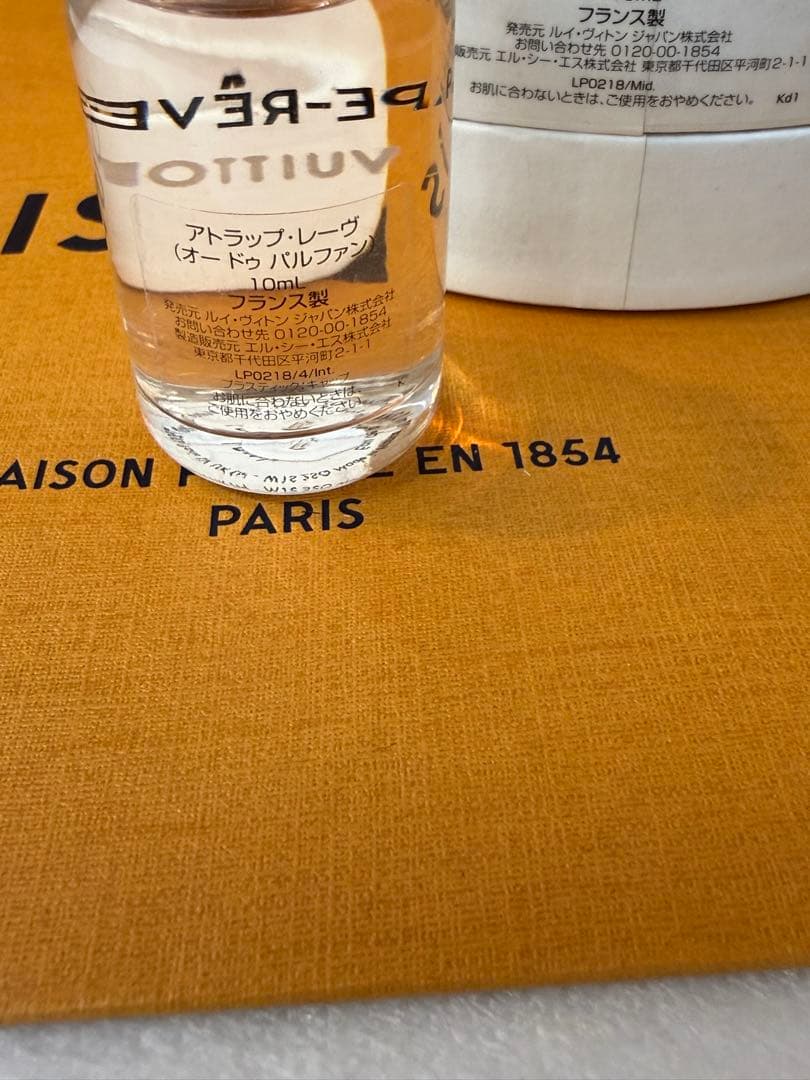 フランス製
発売元 ルイ・ヴィトン ジャパン株式会社
お問い合わせ先 0120-00-1854
販売元 エル・シー・エス株式会社 東京都千代田区平河町2-1-1
LP0218/Mid.
お肌に合わないときは、ご使用をおやめください。 Kd1
PE-RÊVE
VUITTO
アトラップ・レーヴ
(オー ドゥ パルファン)
10mL
フランス製
発売元 ルイ・ヴィトン ジャパン株式会社
お問い合わせ先 0120-00-1854
製造販売元 エル・シー・エス株式会社
東京都千代田区平河町2-1-1
LP0218/4/Int.
プラスティック:キャップ K
お肌に合わないときは、
ご使用をおやめください。
IS
AISON EN 1854
PARIS